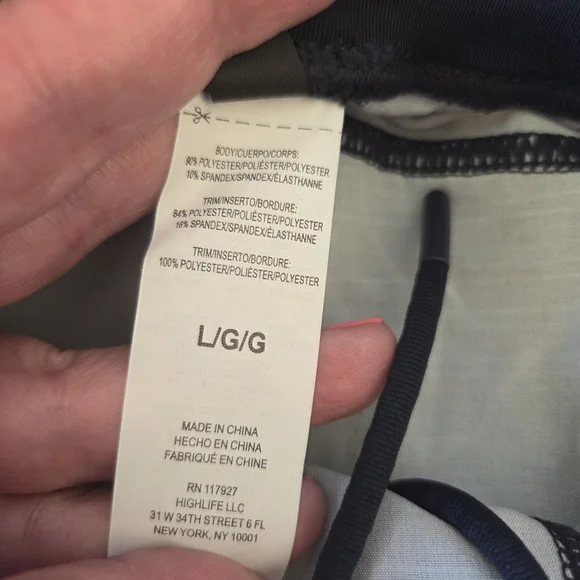 BODY/CUERPO/CORPS:
90% POLYESTER/POLIÉSTER/POLYESTER
10% SPANDEX/SPANDEX/ÉLASTHANNE
TRIM/INSERTO/BORDURE:
84% POLYESTER/POLIÉSTER/POLYESTER
16% SPANDEX/SPANDEX/ÉLASTHANNE
TRIM/INSERTO/BORDURE:
100% POLYESTER/POLIÉSTER/POLYESTER
L/G/G
MADE IN CHINA
HECHO EN CHINA
FABRIQUÉ EN CHINE
RN 117927
HIGHLIFE LLC
31 W 34TH STREET 6 FL
NEW YORK. NY 10001